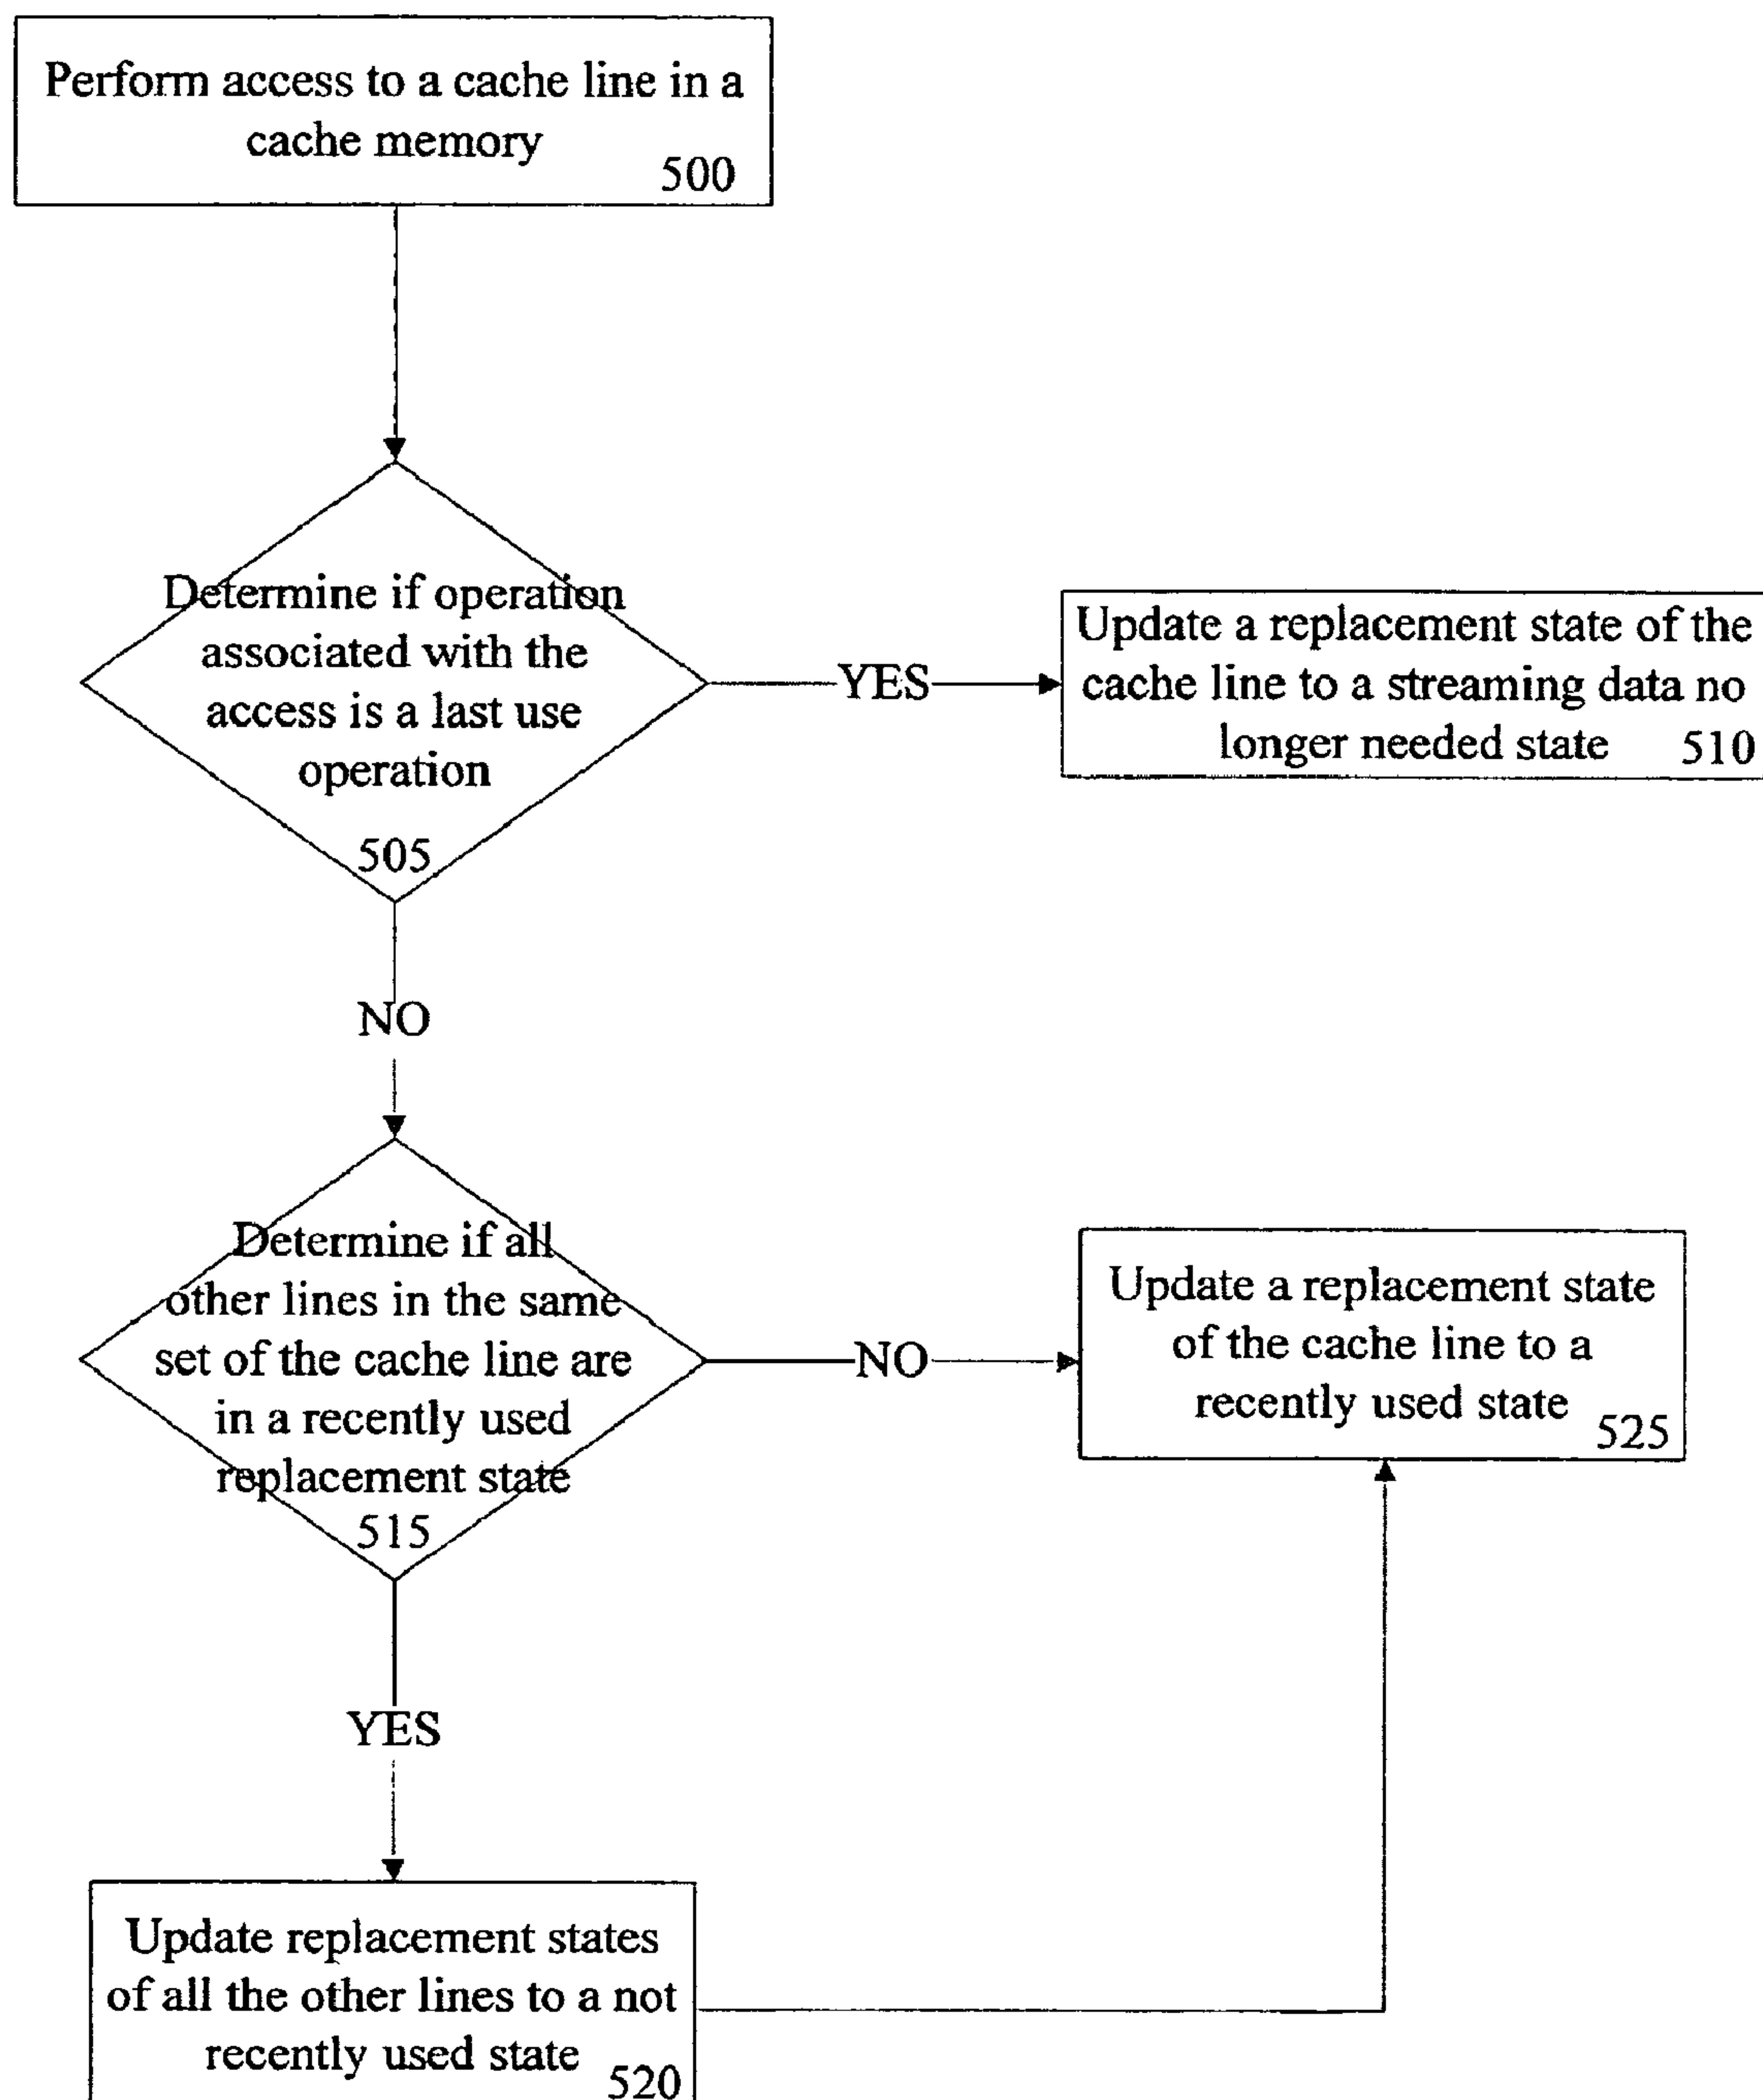 Perform access to a cache line in a
cache memory
500
Determine if operation
associated with the
access is a last use
operation
505
YES
Update a replacement state of the
cache line to a streaming data no
longer needed state 510
NO
Determine if all
other lines in the same
set of the cache line are
in a recently used
replacement state
515
NO
Update a replacement state
of the cache line to a
recently used state
525
YES
Update replacement states
of all the other lines to a not
recently used state
520